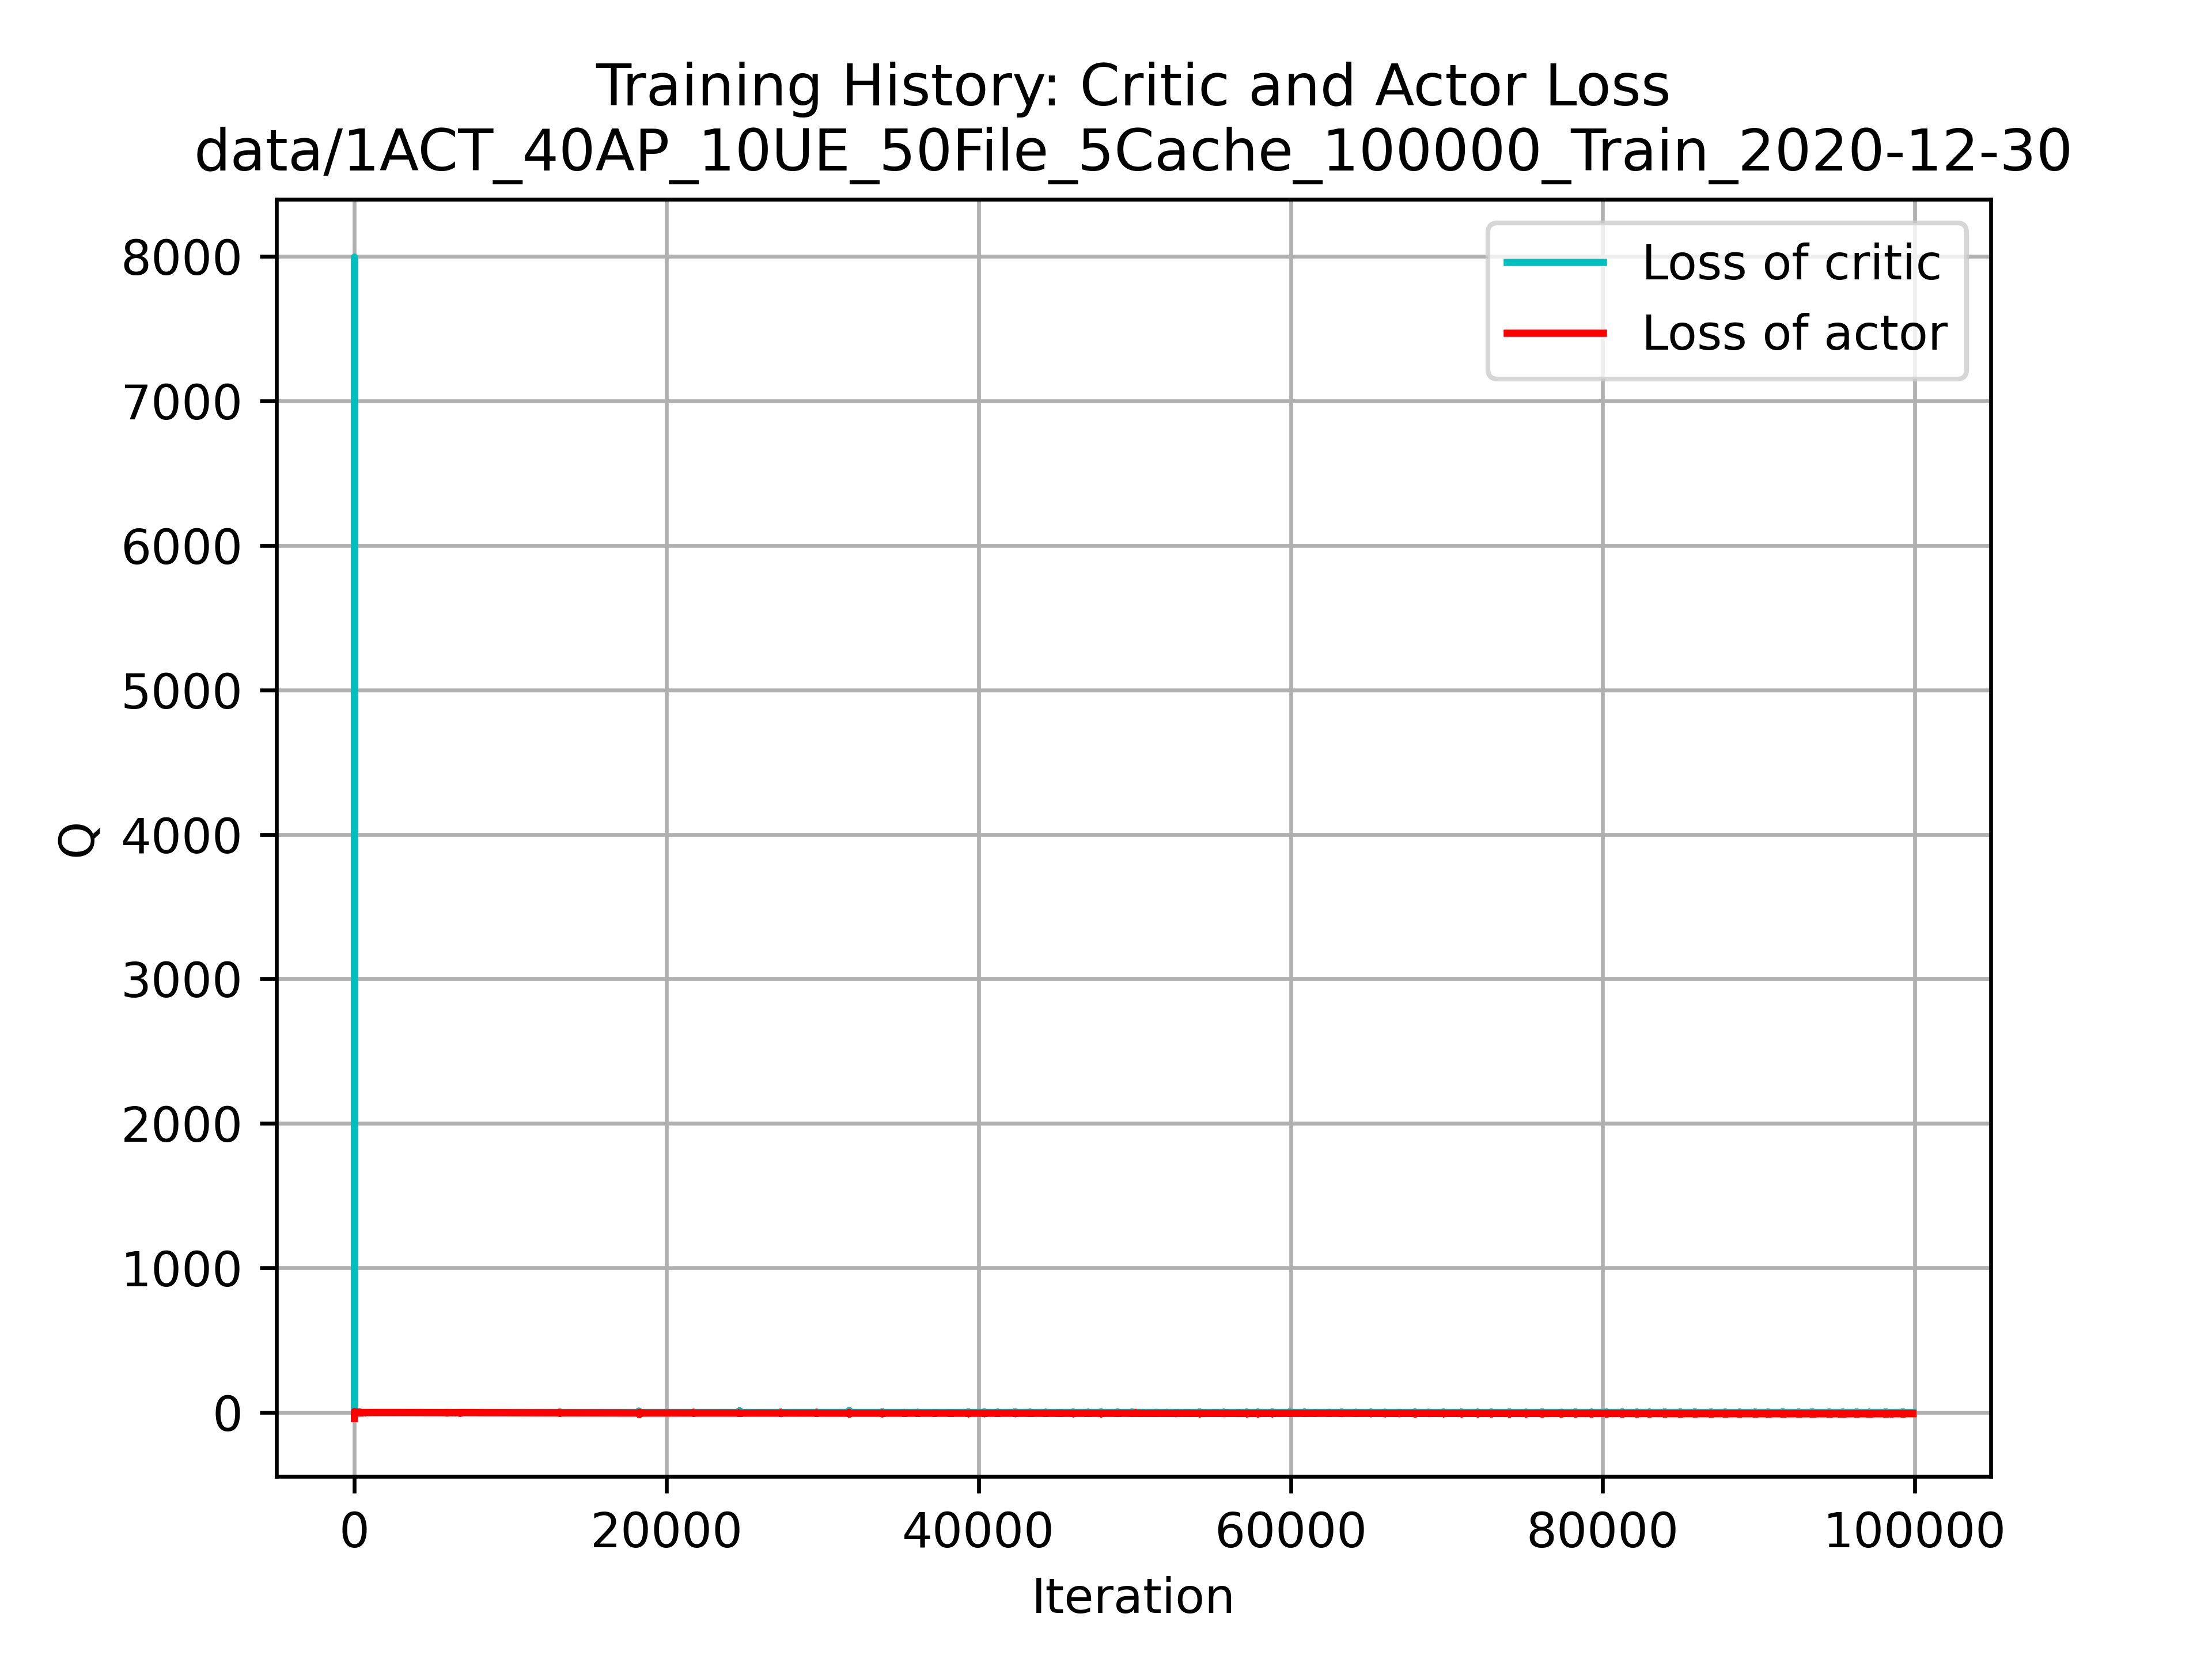 Training History: Critic and Actor Loss
data/1ACT_40AP_10UE_50File_5Cache_100000_Train_2020-12-30
Loss of critic
Loss of actor
8000
7000
6000
5000
4000
3000
2000
1000
0
Q
0 20000 40000 60000 80000 100000
Iteration